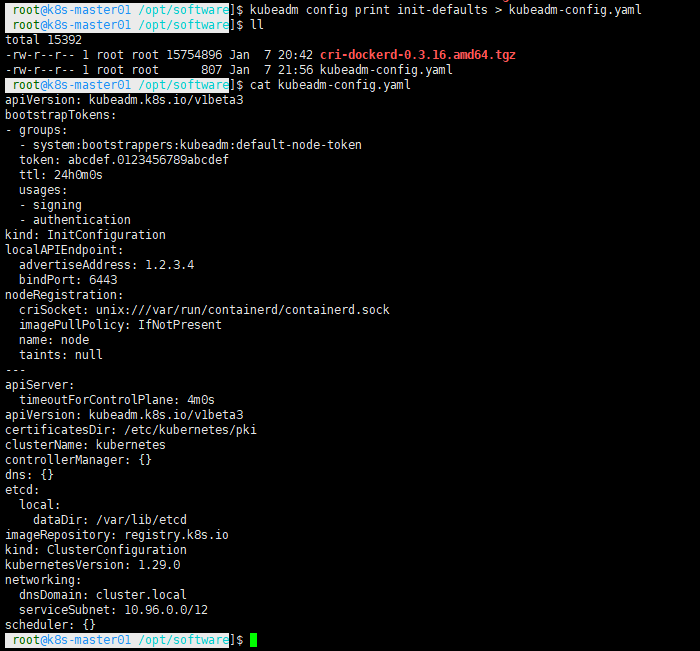 root@k8s-master01 /opt/software]$ kubeadm config print init-defaults > kubeadm-config.yaml
root@k8s-master01 /opt/software]$ ll
total 15392
-rw-r--r-- 1 root root 15754896 Jan  7 20:42 cri-dockerd-0.3.16.amd64.tgz
-rw-r--r-- 1 root root      807 Jan  7 21:56 kubeadm-config.yaml
root@k8s-master01 /opt/software]$ cat kubeadm-config.yaml
apiVersion: kubeadm.k8s.io/v1beta3
bootstrapTokens:
- groups:
  - system:bootstrappers:kubeadm:default-node-token
  token: abcdef.0123456789abcdef
  ttl: 24h0m0s
  usages:
  - signing
  - authentication
kind: InitConfiguration
localAPIEndpoint:
  advertiseAddress: 1.2.3.4
  bindPort: 6443
nodeRegistration:
  criSocket: unix:///var/run/containerd/containerd.sock
  imagePullPolicy: IfNotPresent
  name: node
  taints: null
---
apiServer:
  timeoutForControlPlane: 4m0s
apiVersion: kubeadm.k8s.io/v1beta3
certificatesDir: /etc/kubernetes/pki
clusterName: kubernetes
controllerManager: {}
dns: {}
etcd:
  local:
    dataDir: /var/lib/etcd
imageRepository: registry.k8s.io
kind: ClusterConfiguration
kubernetesVersion: 1.29.0
networking:
  dnsDomain: cluster.local
  serviceSubnet: 10.96.0.0/12
scheduler: {}
root@k8s-master01 /opt/software]$